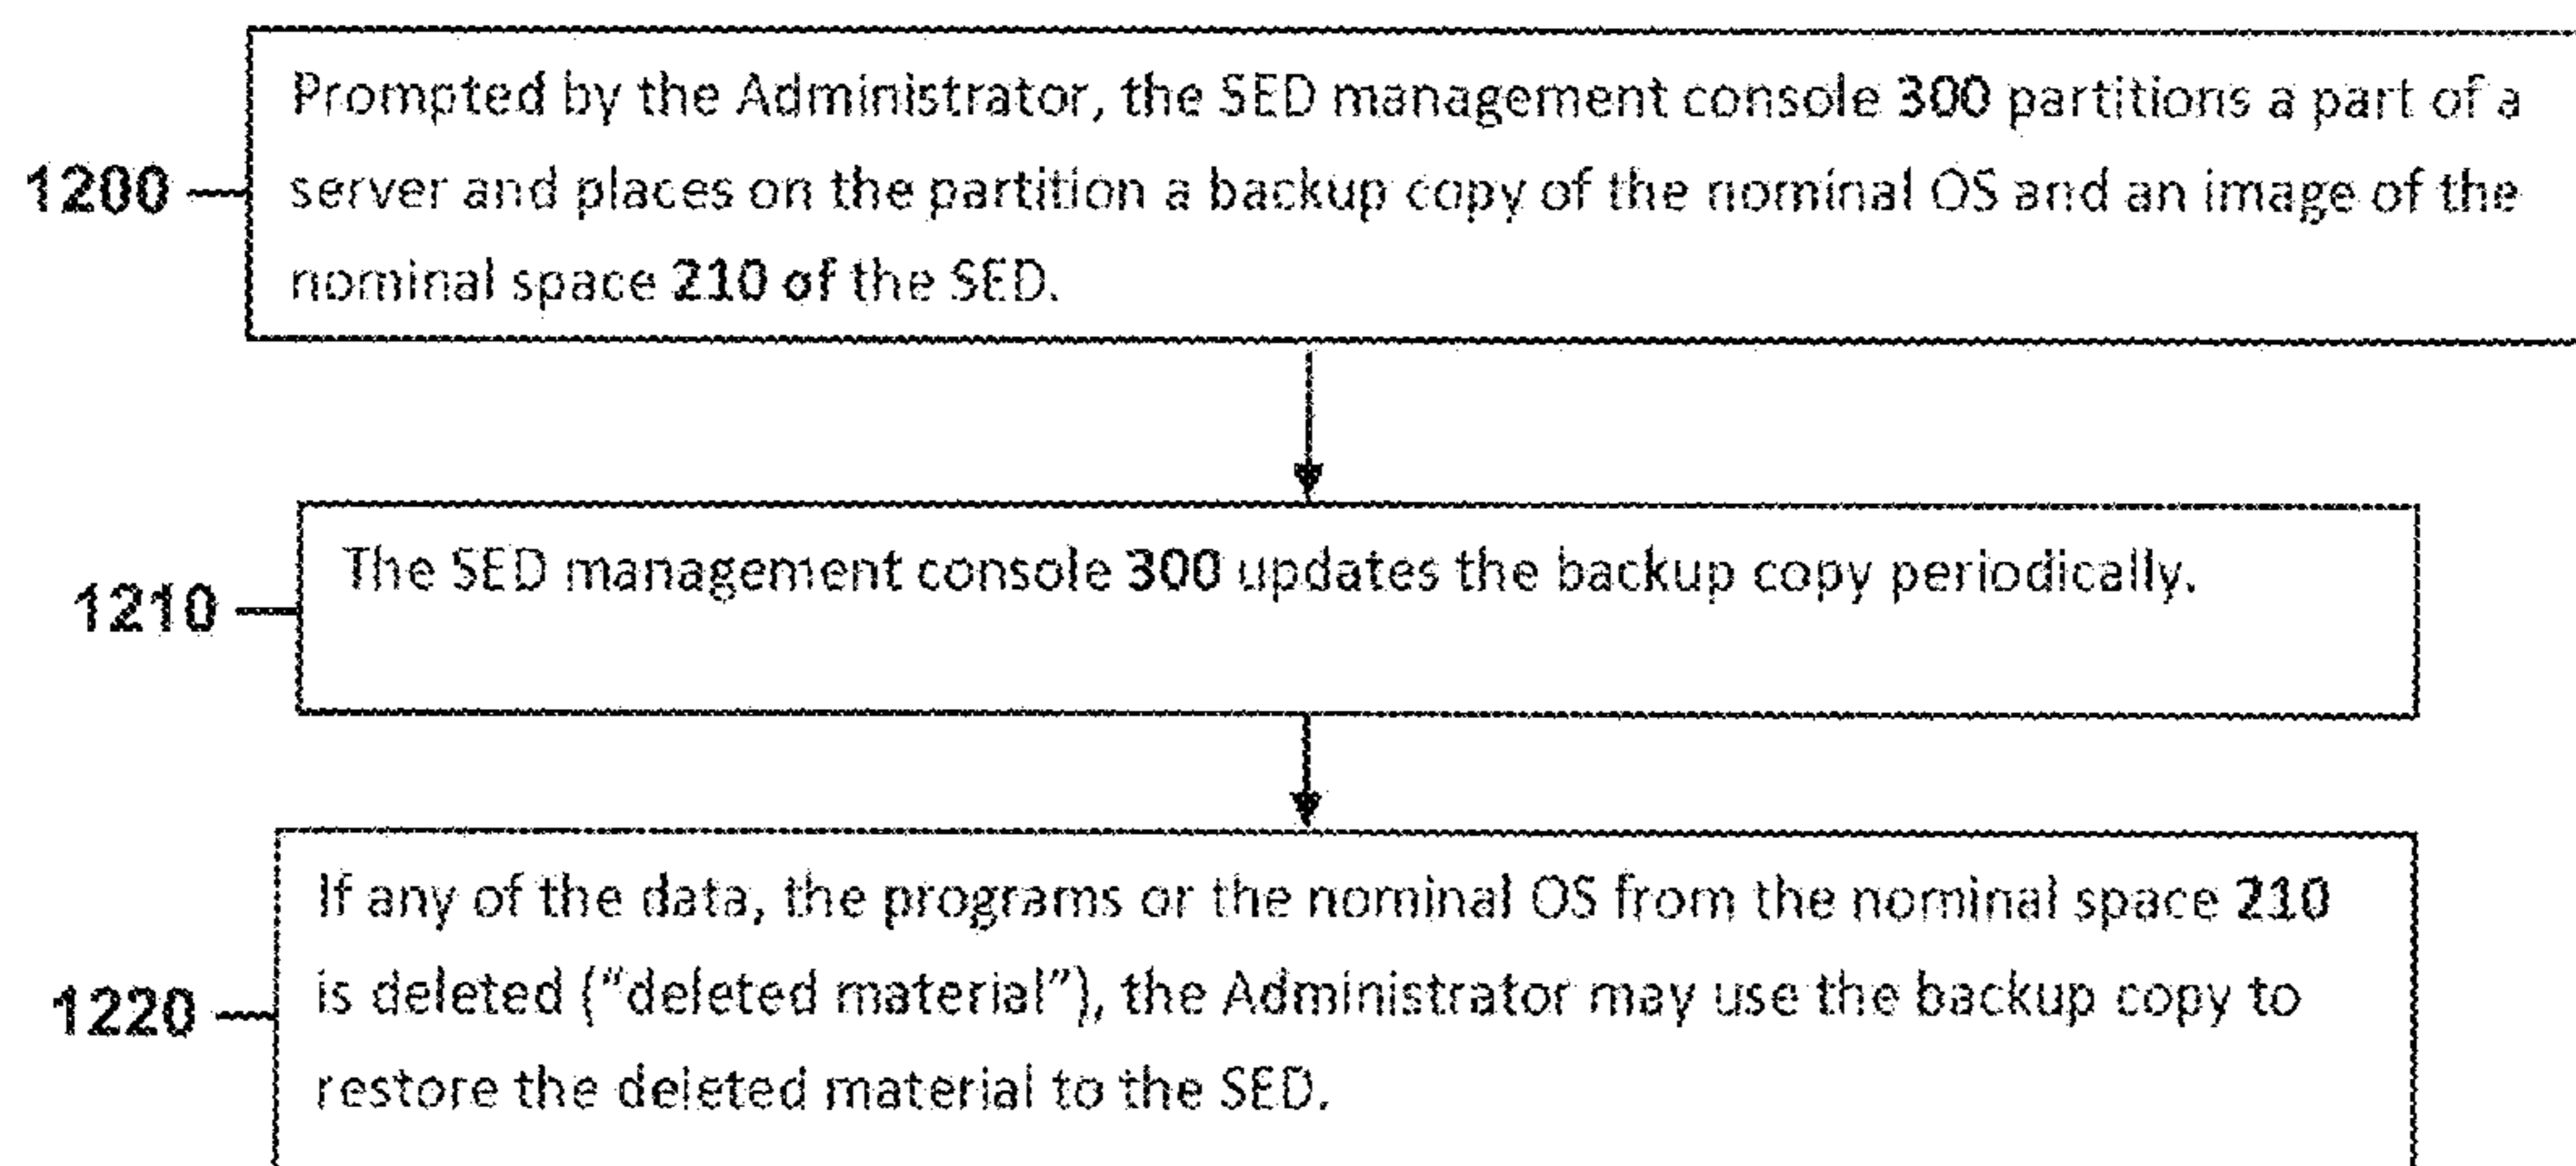 Prompted by the Administrator, the SED management console 300 partitions a part of a
1200
server and places on the partition a backup copy of the nominal OS and an image of the
nominal space 210 of the SED.
The SED management console 300 updates the backup copy periodically.
1210
If any of the data, the programs or the nominal OS from the nominal space 210
1220
is deleted ("deleted material"), the Administrator may use the backup copy to
restore the deleted material to the SED.